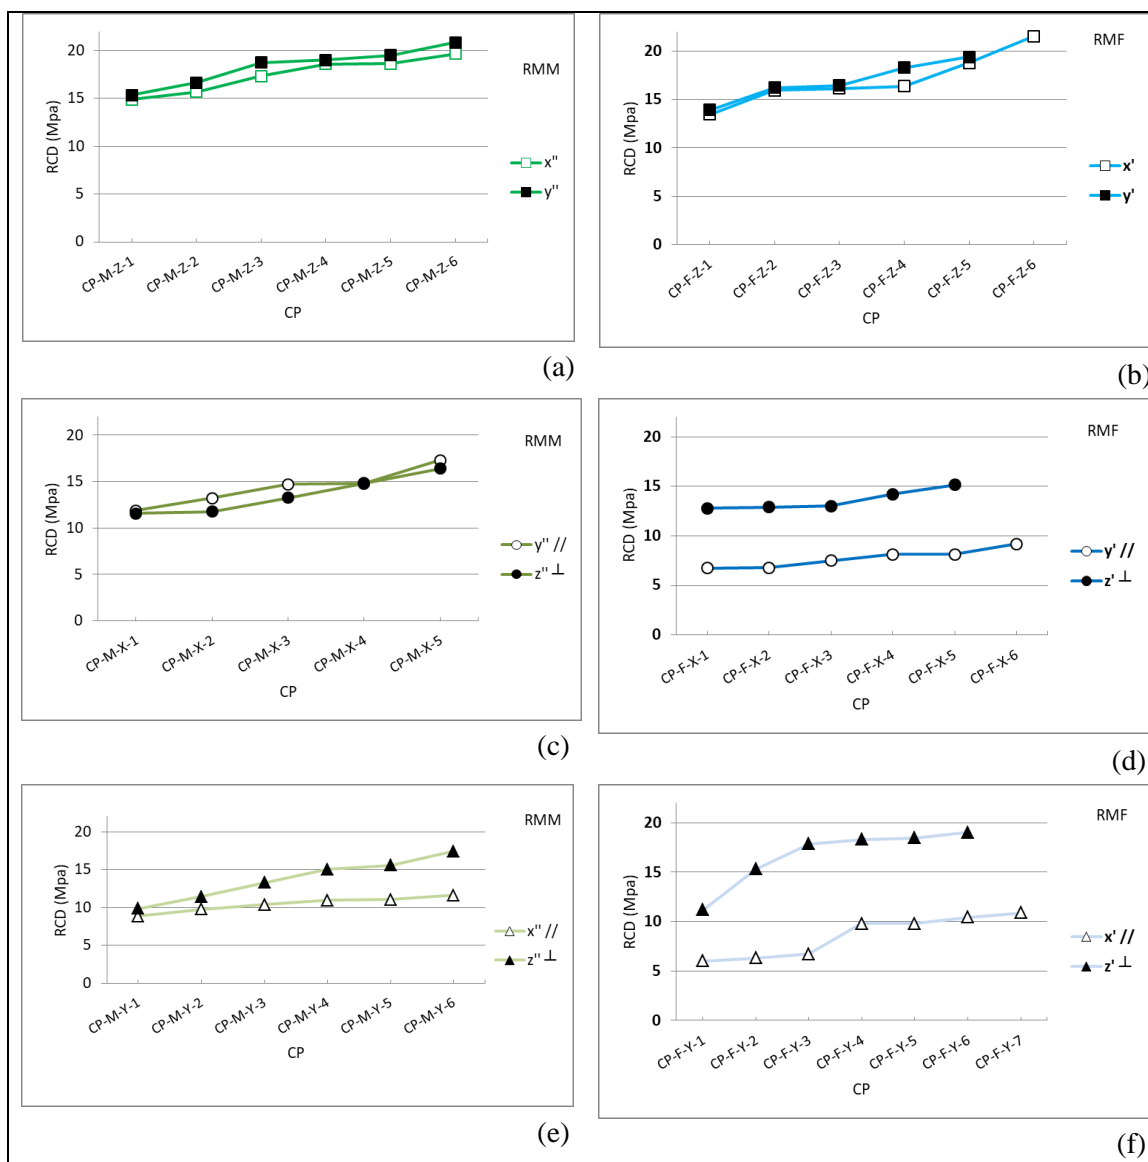 RMM
20
15
10
5
0
RCD (Mpa)
x''
y''
CP-M-Z-1
CP-M-Z-2
CP-M-Z-3
CP-M-Z-4
CP-M-Z-5
CP-M-Z-6
CP
(a)
RMF
20
15
10
5
0
RCD (Mpa)
x'
y'
CP-F-Z-1
CP-F-Z-2
CP-F-Z-3
CP-F-Z-4
CP-F-Z-5
CP-F-Z-6
CP
(b)
RMM
20
15
10
5
0
RCD (Mpa)
y'' //
z'' ⊥
CP-M-X-1
CP-M-X-2
CP-M-X-3
CP-M-X-4
CP-M-X-5
CP
(c)
RMF
20
15
10
5
0
RCD (Mpa)
y' //
z' ⊥
CP-F-X-1
CP-F-X-2
CP-F-X-3
CP-F-X-4
CP-F-X-5
CP-F-X-6
CP
(d)
RMM
20
15
10
5
0
RCD (Mpa)
x'' //
z'' ⊥
CP-M-Y-1
CP-M-Y-2
CP-M-Y-3
CP-M-Y-4
CP-M-Y-5
CP-M-Y-6
CP
(e)
RMF
20
15
10
5
0
RCD (Mpa)
x' //
z' ⊥
CP-F-Y-1
CP-F-Y-2
CP-F-Y-3
CP-F-Y-4
CP-F-Y-5
CP-F-Y-6
CP-F-Y-7
CP
(f)